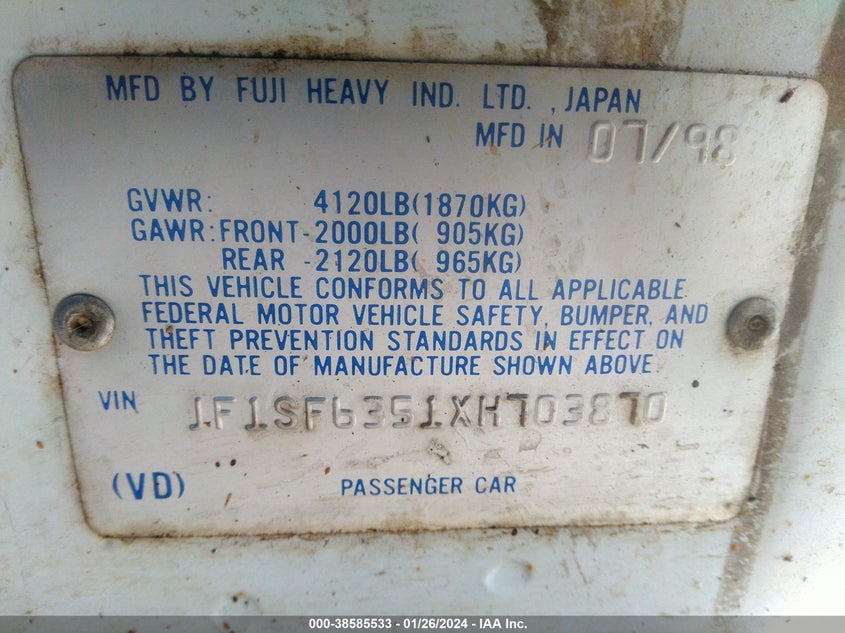 MFD BY FUJI HEAVY IND. LTD. , JAPAN
MFD IN 07/98
GVWR: 4120LB(1870KG)
GAWR:FRONT-2000LB( 905KG)
REAR -2120LB( 965KG)
THIS VEHICLE CONFORMS TO ALL APPLICABLE
FEDERAL MOTOR VEHICLE SAFETY, BUMPER, AND
THEFT PREVENTION STANDARDS IN EFFECT ON
THE DATE OF MANUFACTURE SHOWN ABOVE.
VIN JF1SF6351XH703870
(VD) PASSENGER CAR
000-38585533 - 01/26/2024 - IAA Inc.